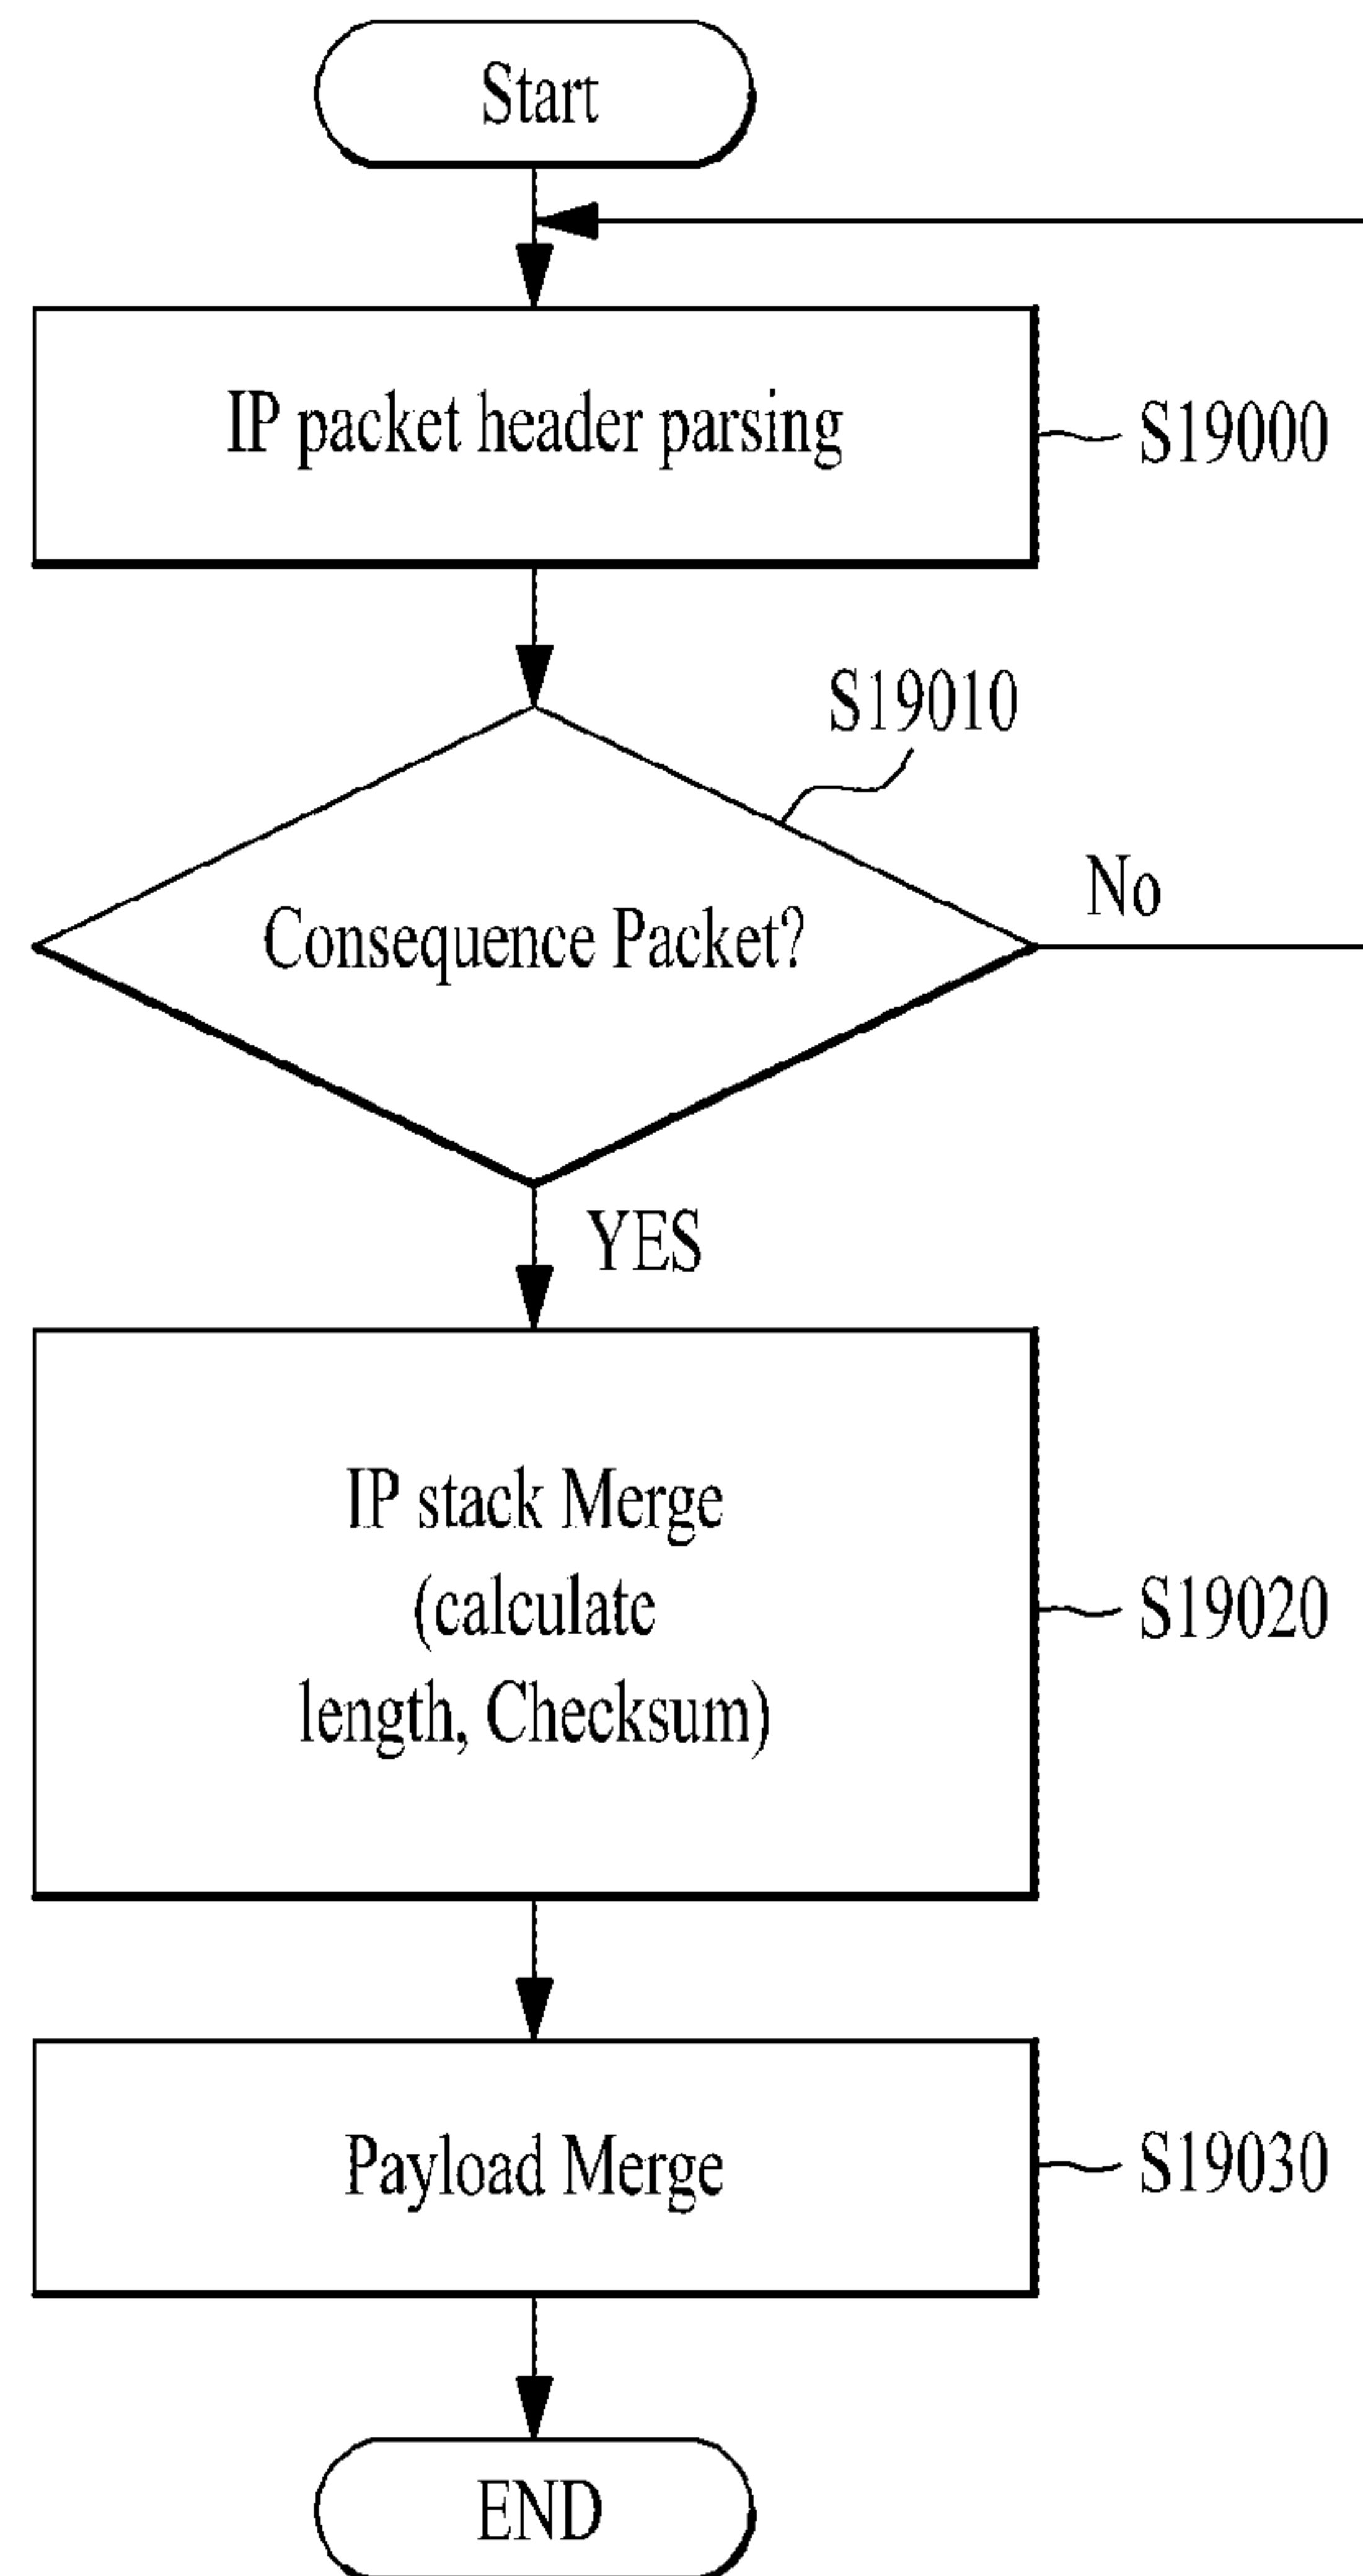 Start
IP packet header parsing
S19000
S19010
Consequence Packet?
No
YES
IP stack Merge
(calculate
length, Checksum)
S19020
Payload Merge
S19030
END